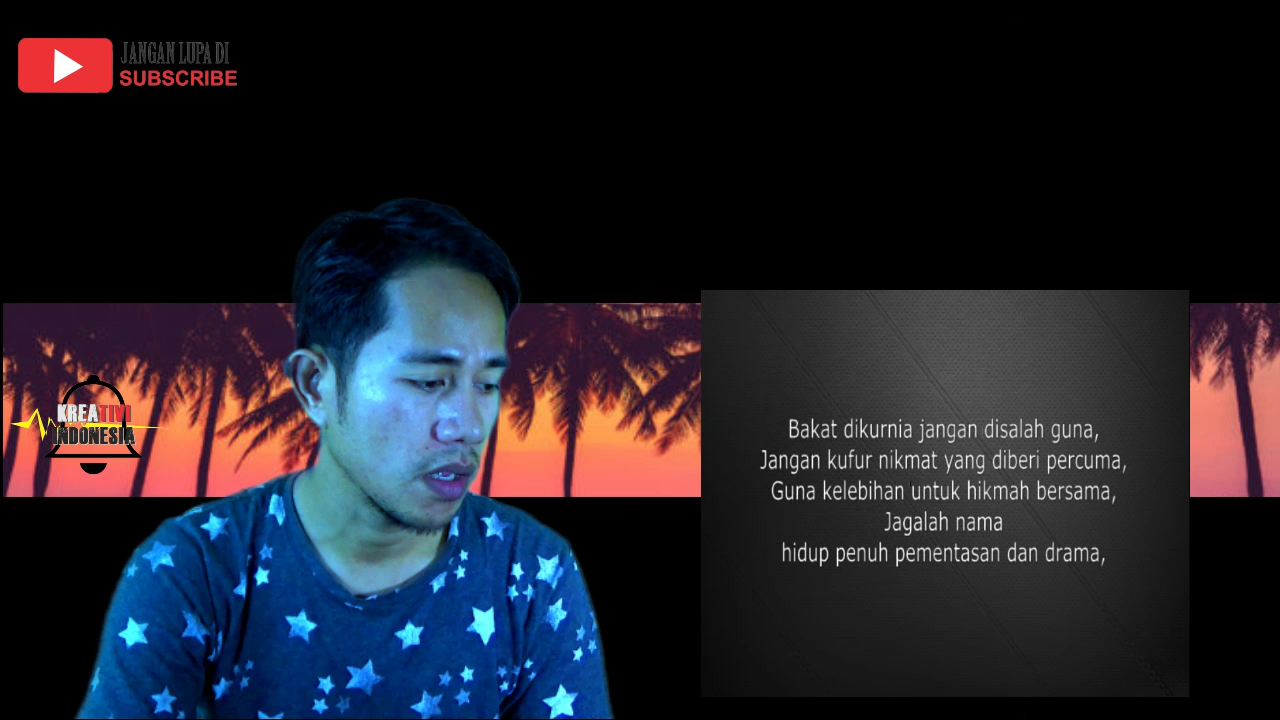 JANGAN LUPA DI
SUBSCRIBE
KREATIVI
INDONESIA
Bakat dikurnia jangan disalah guna,
Jangan kufur nikmat yang diberi percuma,
Guna kelebihan untuk hikmah bersama,
Jagalah nama
hidup penuh pementasan dan drama,